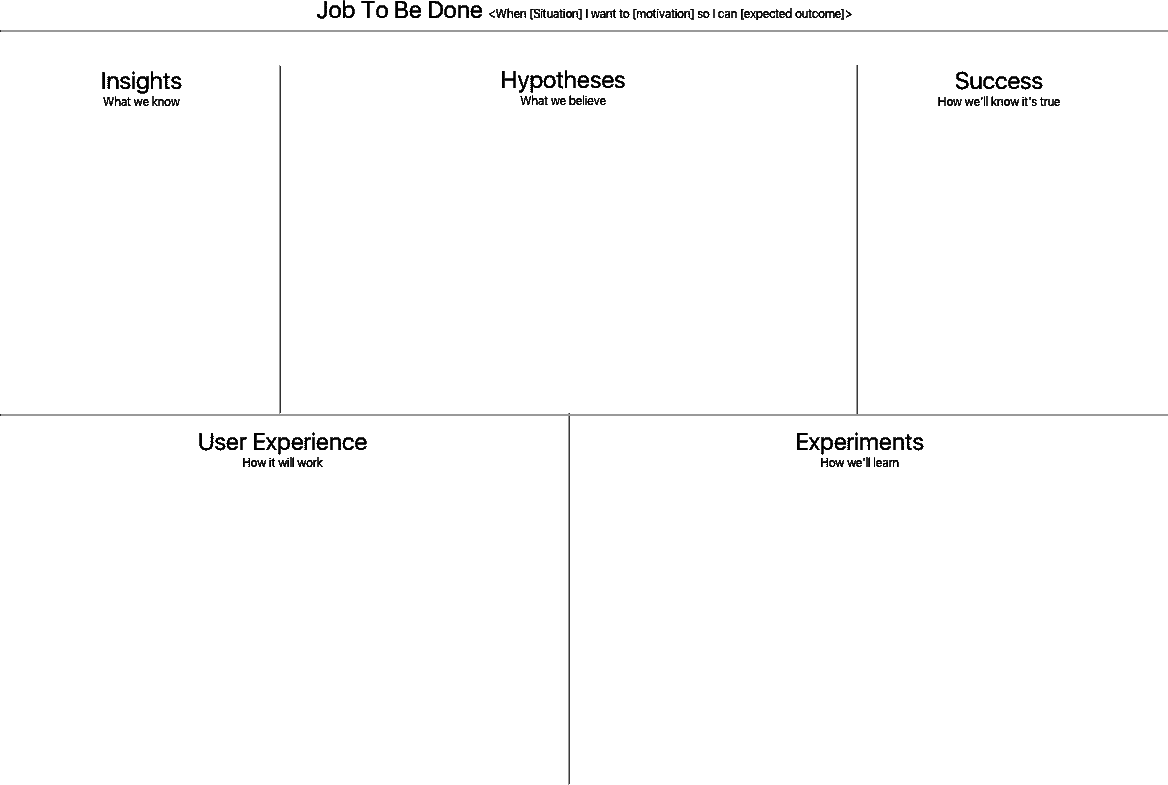 Job To Be Done <When [Situation] I want to [motivation] so I can [expected outcome]>
Insights
What we know
Hypotheses
What we believe
Success
How we'll know it's true
User Experience
How it will work
Experiments
How we'll learn